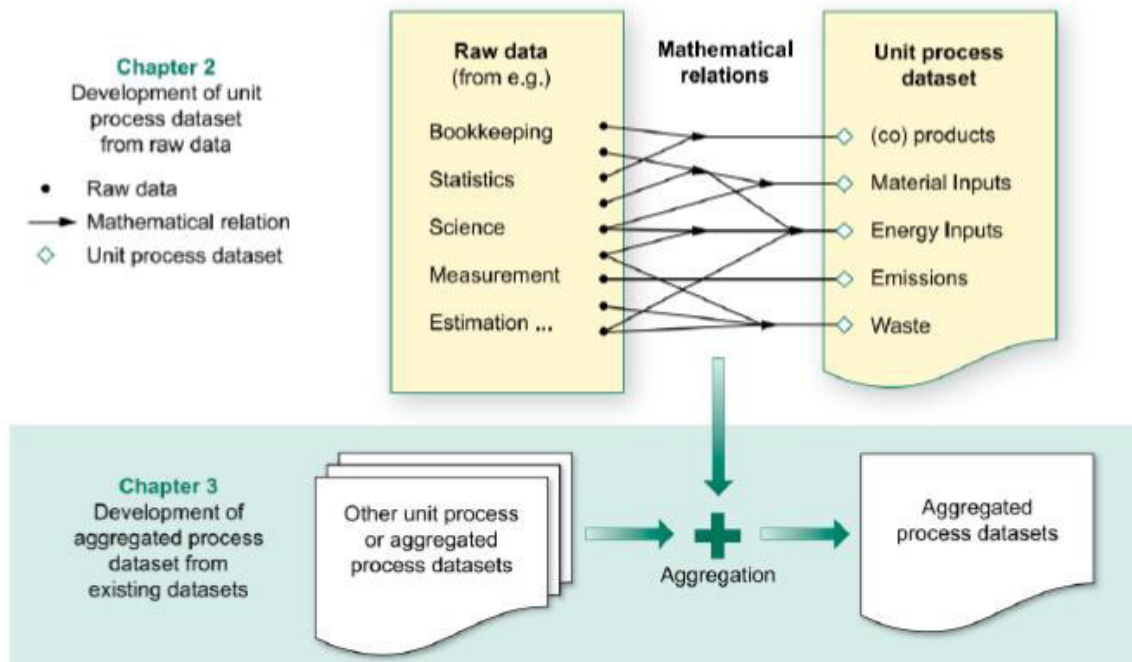 Chapter 2
Development of unit
process dataset
from raw data
Raw data
Mathematical relation
Unit process dataset
Raw data
(from e.g.)
Bookkeeping
Statistics
Science
Measurement
Estimation ...
Mathematical
relations
Unit process
dataset
(co) products
Material Inputs
Energy Inputs
Emissions
Waste
Chapter 3
Development of
aggregated process
dataset from
existing datasets
Other unit process
or aggregated
process datasets
Aggregation
Aggregated
process datasets